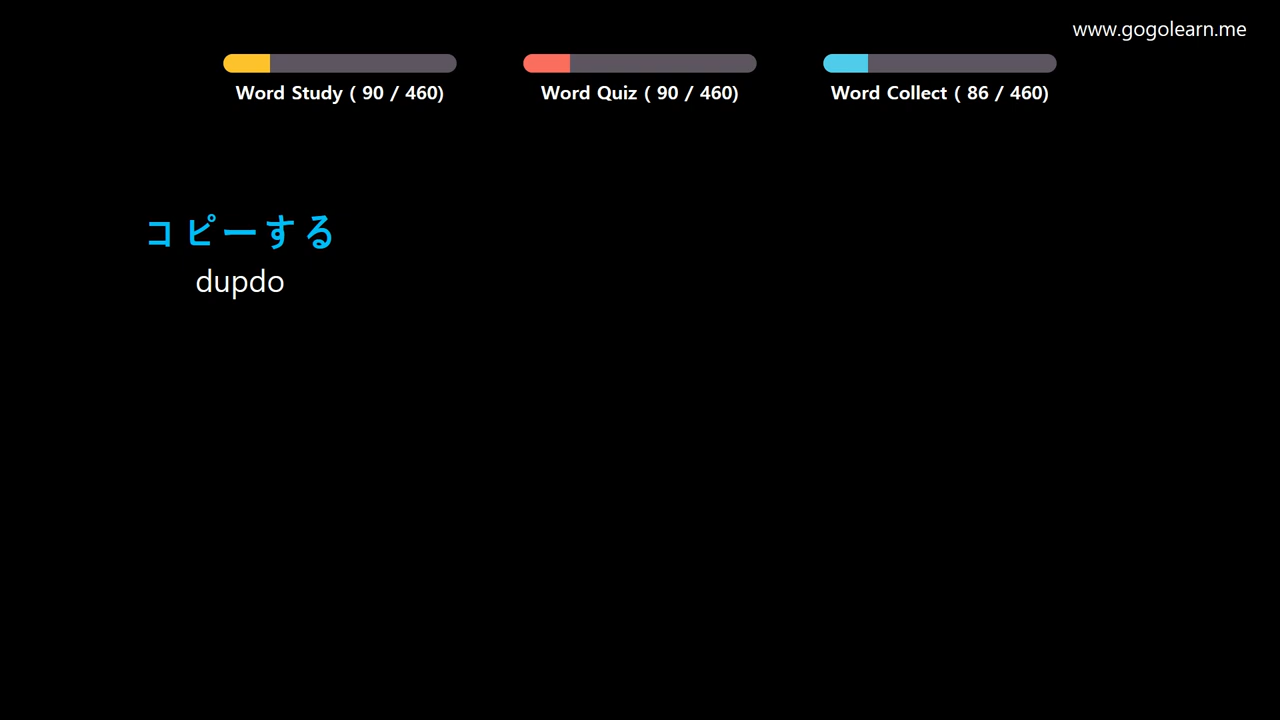 www.gogolearn.me
Word Study ( 90 / 460)
Word Quiz ( 90 / 460)
Word Collect ( 86 / 460)
コピーする
dupdo